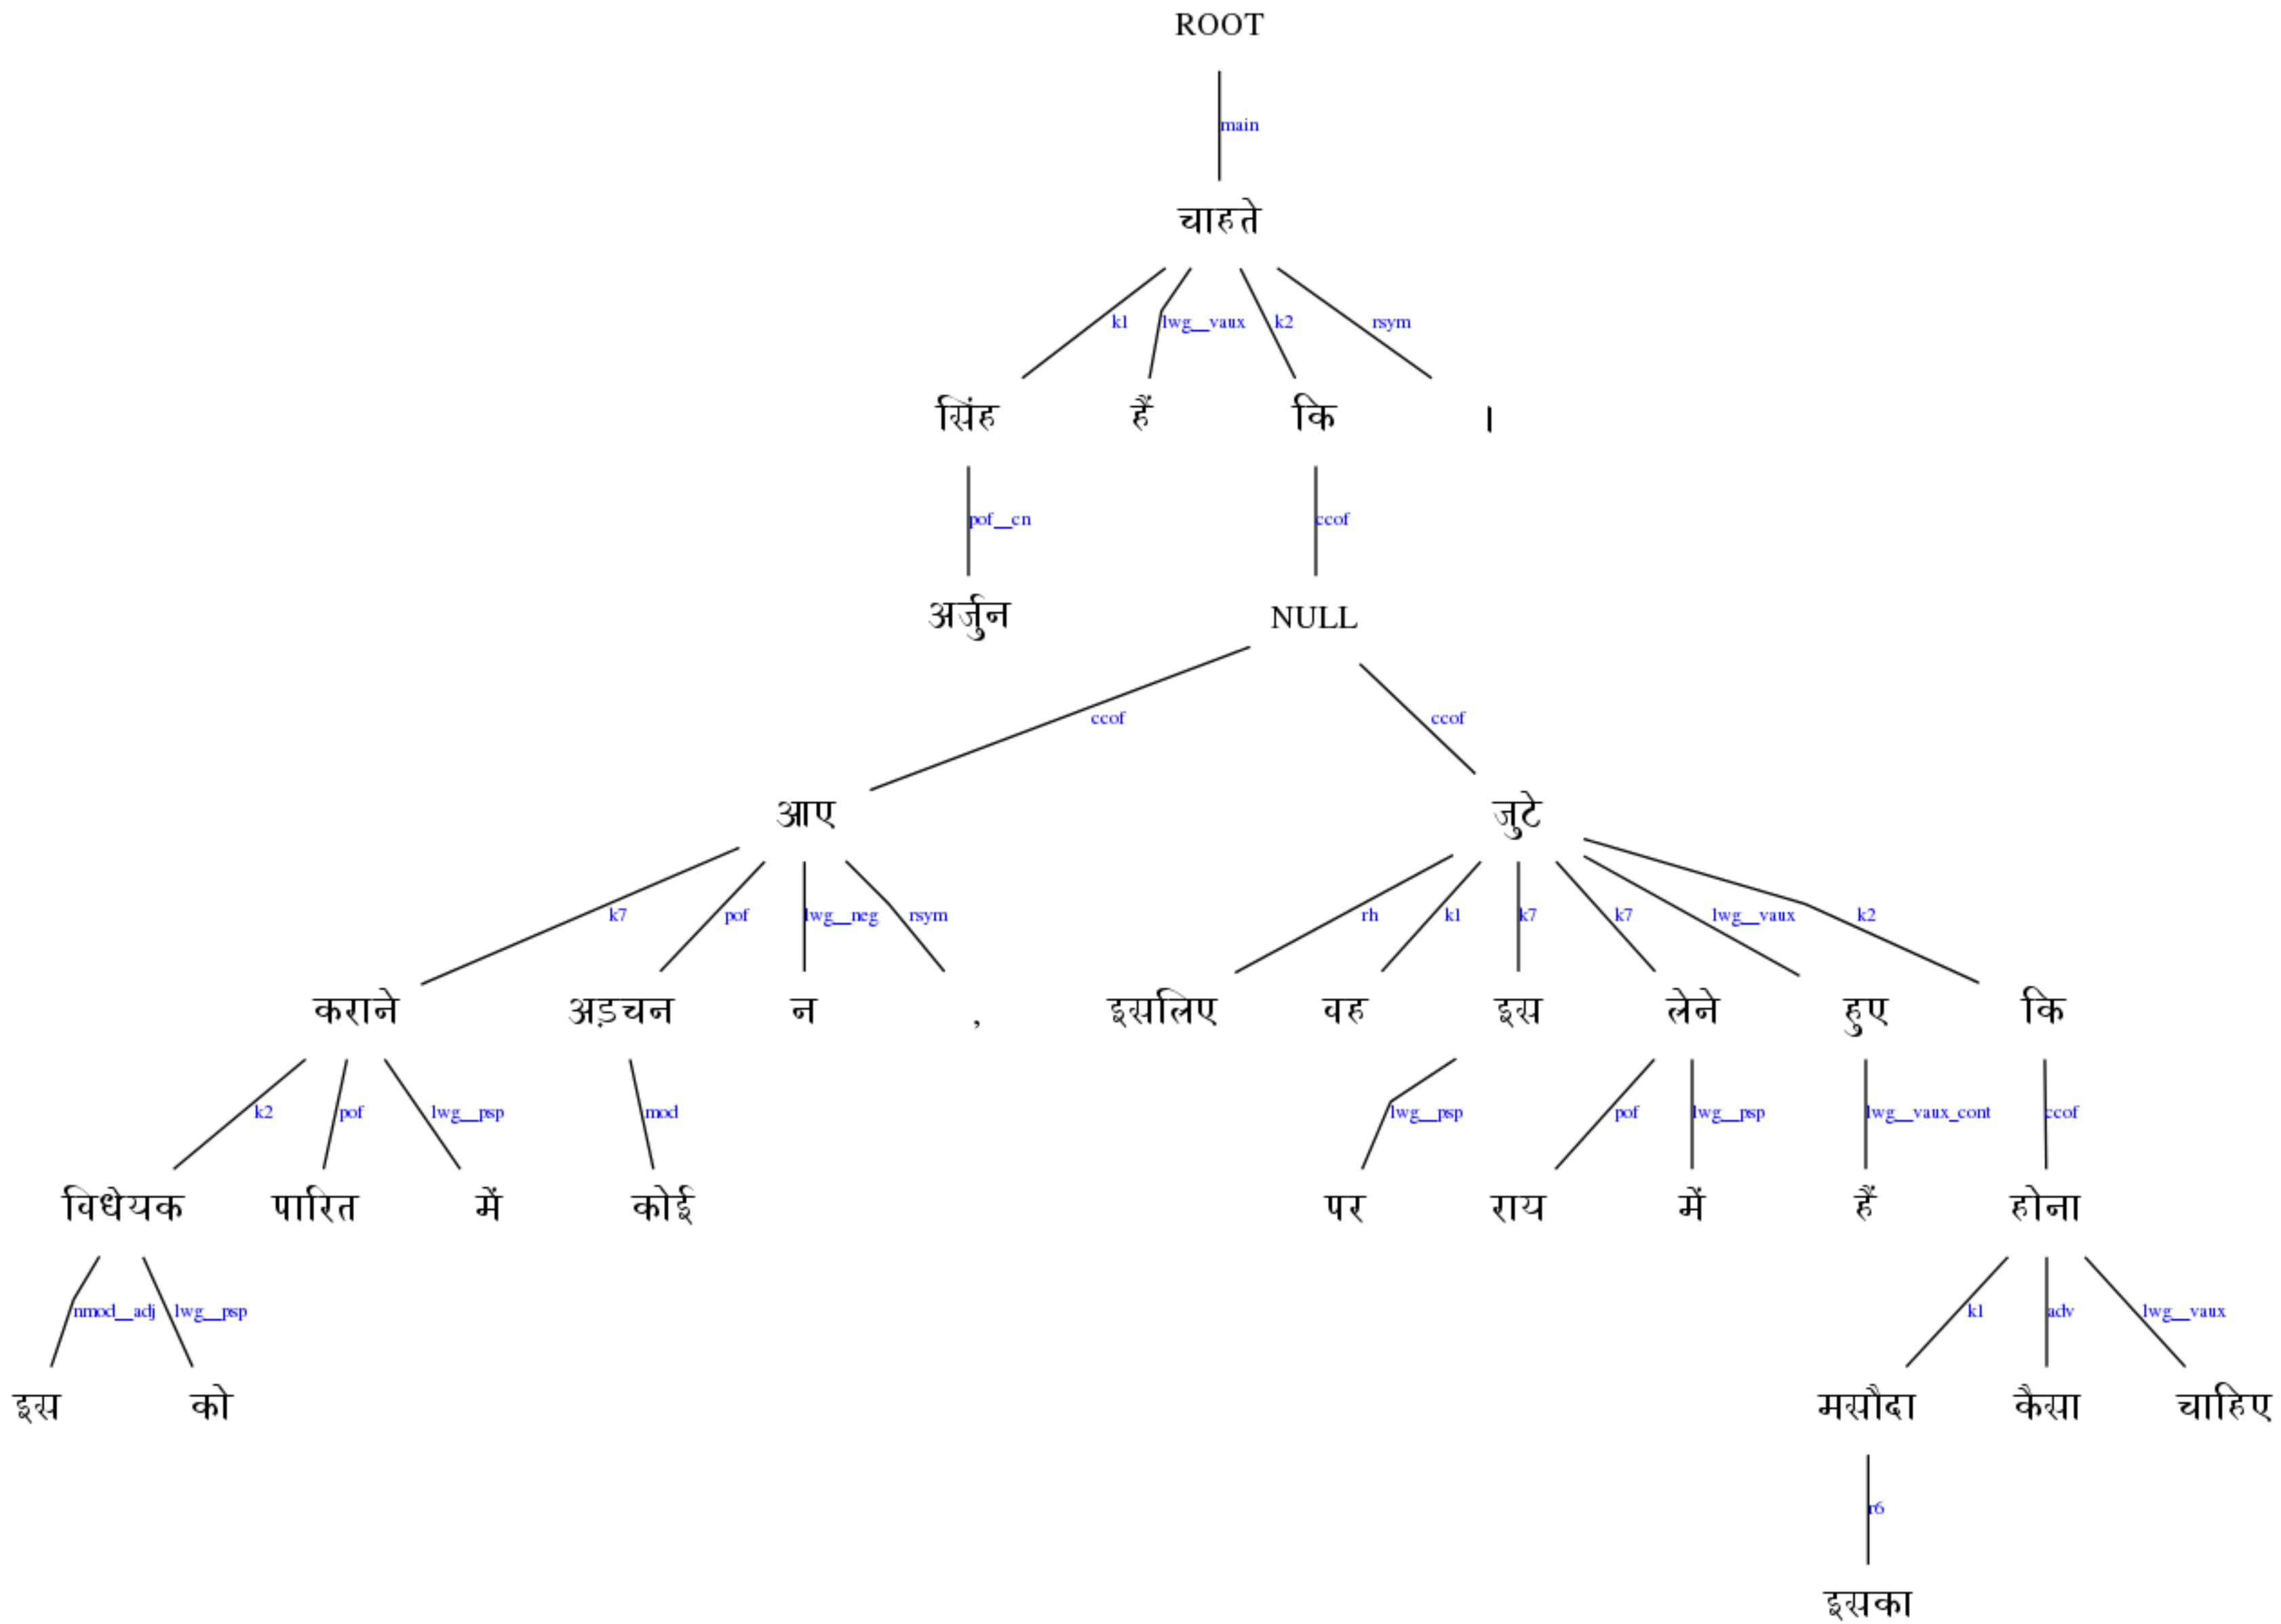 ROOT
main
चाहते
k1 lwg__vaux k2 rsym
सिंह हैं कि ।
pof__cn ccof
अर्जुन NULL
ccof ccof
आए जुटे
k7 pof lwg__neg rsym rh k1 k7 k7 lwg__vaux k2
कराने अड़चन न , इसलिए वह इस लेने हुए कि
k2 pof lwg__psp mod lwg__psp pof lwg__psp lwg__vaux_cont ccof
विधेयक पारित में कोई पर राय में हैं होना
nmod__adj lwg__psp k1 adv lwg__vaux
इस को मसौदा कैसा चाहिए
r6
इसका